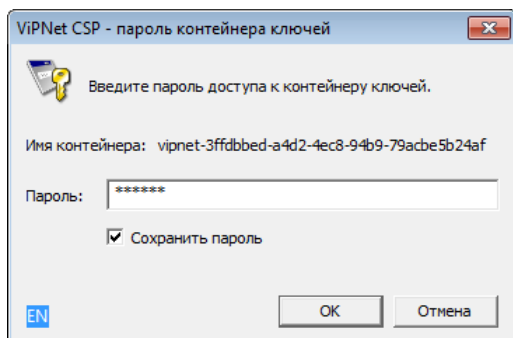 ViPNet CSP - пароль контейнера ключей
Введите пароль доступа к контейнеру ключей.
Имя контейнера: vipnet-3ffdbbed-a4d2-4ec8-94b9-79acbe5b24af
Пароль: ******
Сохранить пароль
EN OK Отмена